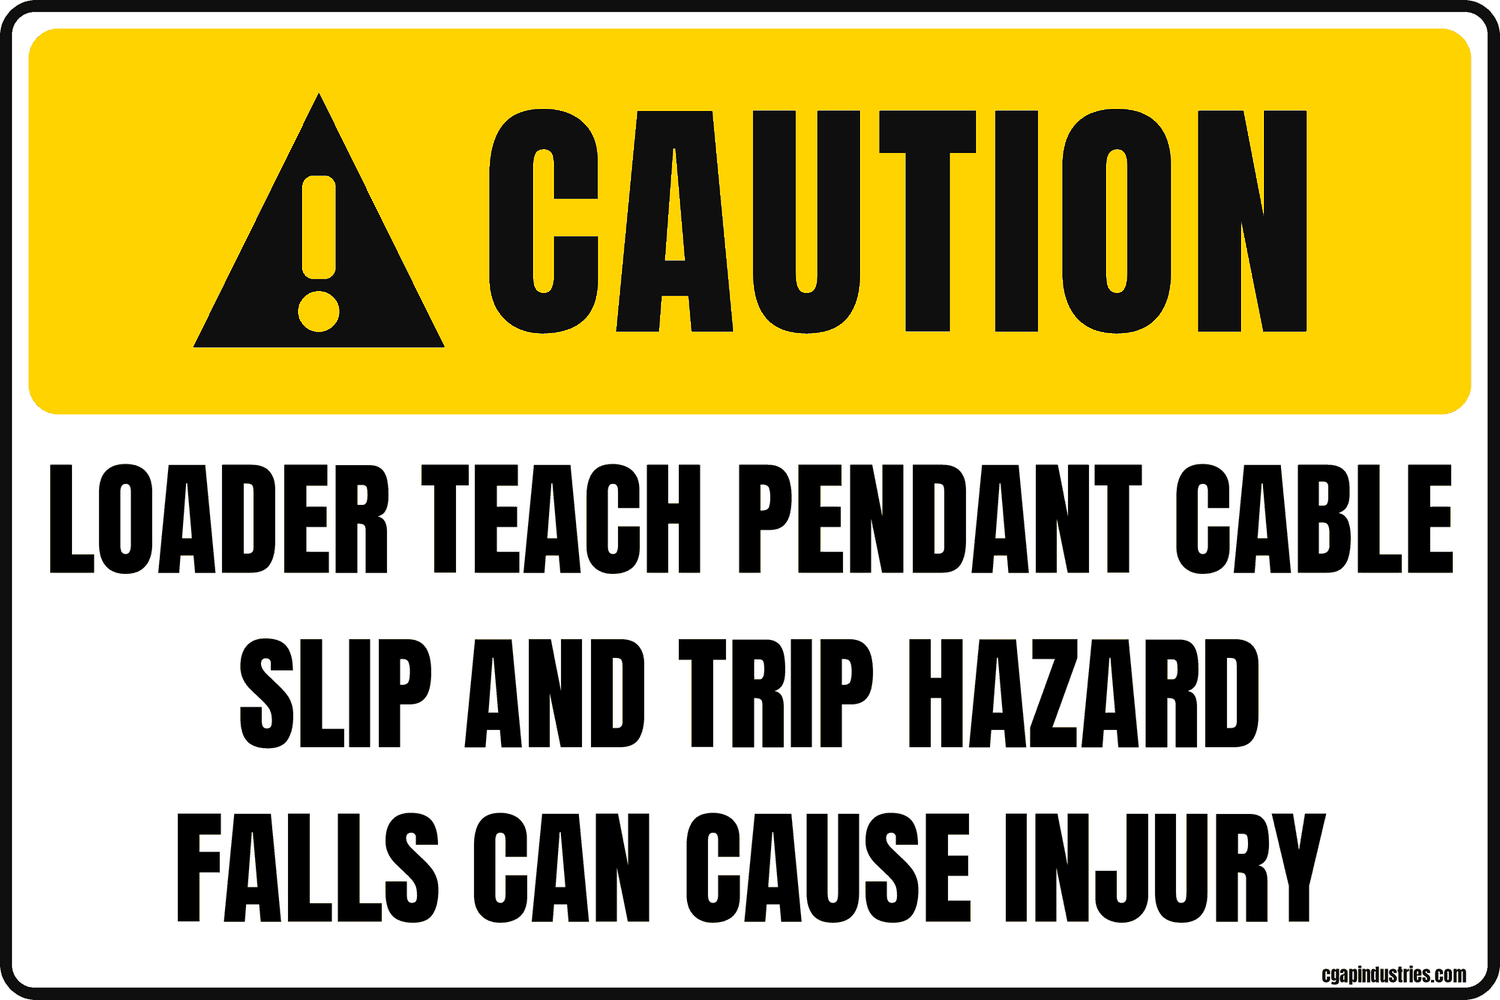 CAUTION
LOADER TEACH PENDANT CABLE
SLIP AND TRIP HAZARD
FALLS CAN CAUSE INJURY
cgapindustries.com